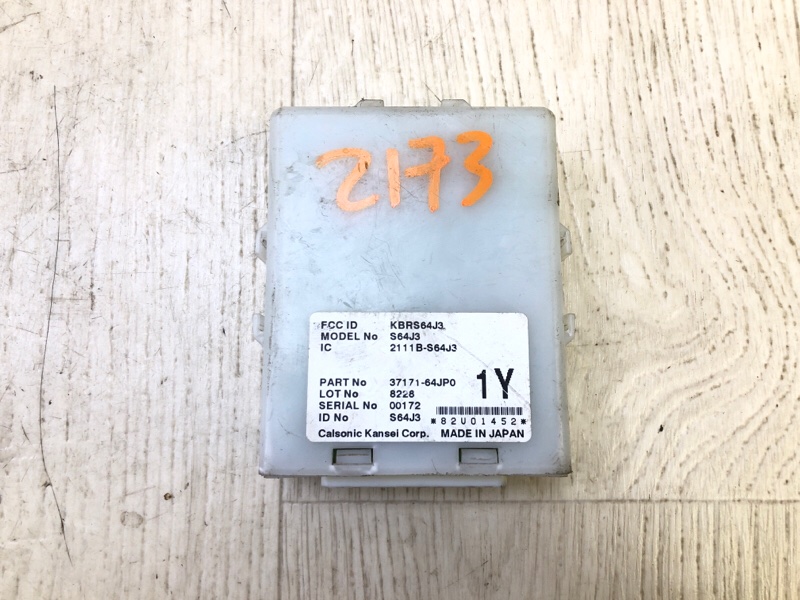 2173
FCC ID KBRS64J3
MODEL No S64J3
IC 2111B-S64J3
PART No 37171-64JP0 1Y
LOT No 8228
SERIAL No 00172
ID No S64J3 *82U01452*
Calsonic Kansei Corp. MADE IN JAPAN